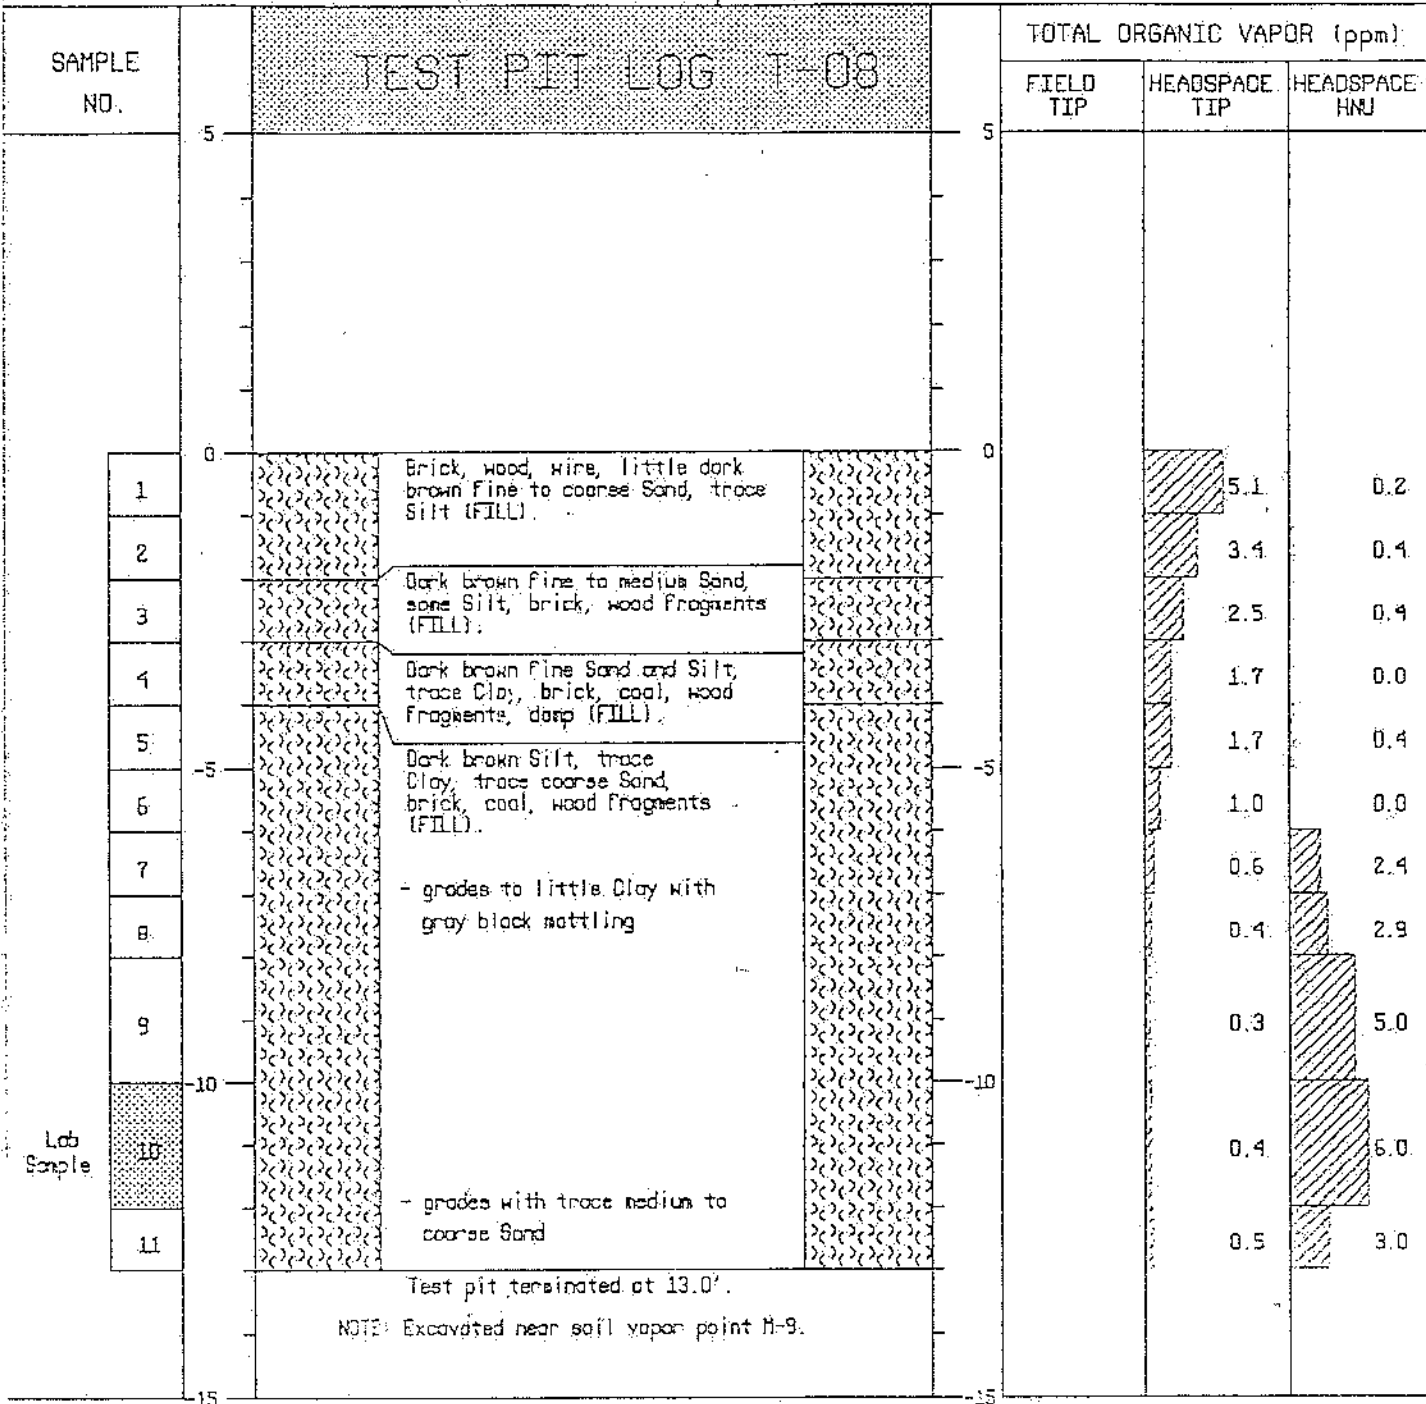 SAMPLE
NO.
TEST PIT LOG T-08
TOTAL ORGANIC VAPOR (ppm)
FIELD
TIP
HEADSPACE
TIP
HEADSPACE
HNU
5
5
0
0
1
Brick, wood, wire, little dark
brown fine to coarse Sand, trace
Silt (FILL).
5.1
0.2
2
3.4
0.4
3
Dark brown fine to medium Sand,
some Silt, brick, wood fragments
(FILL).
2.5
0.4
4
Dark brown fine Sand and Silt,
trace Clay, brick, coal, wood
fragments, damp (FILL).
1.7
0.0
5
1.7
0.4
-5
-5
Dark brown Silt, trace
Clay, trace coarse Sand,
brick, coal, wood fragments
(FILL).
6
1.0
0.0
7
0.6
2.4
- grades to little Clay with
gray black mottling
8
0.4
2.9
9
0.3
5.0
-10
-10
Lab
Sample
10
0.4
6.0
- grades with trace medium to
coarse Sand
11
0.5
3.0
Test pit terminated at 13.0'.
NOTE: Excavated near soil vapor point M-9.
-15
-15